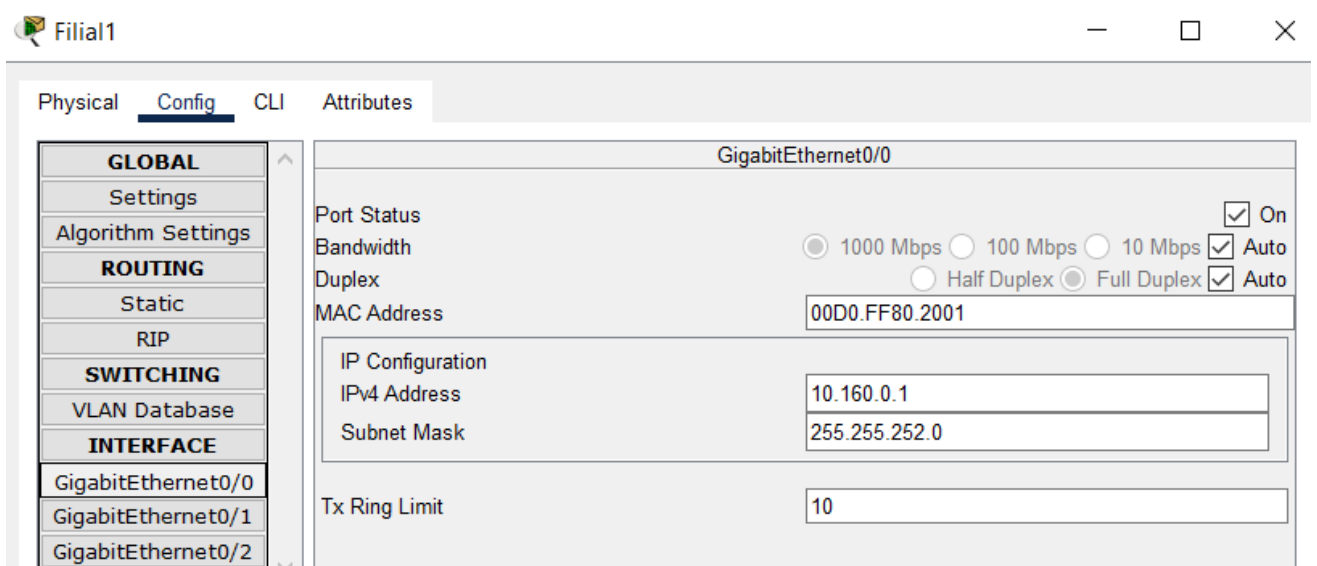 Filial1
Physical Config CLI Attributes
GLOBAL
Settings
Algorithm Settings
ROUTING
Static
RIP
SWITCHING
VLAN Database
INTERFACE
GigabitEthernet0/0
GigabitEthernet0/1
GigabitEthernet0/2
GigabitEthernet0/0
Port Status On
Bandwidth 1000 Mbps 100 Mbps 10 Mbps Auto
Duplex Half Duplex Full Duplex Auto
MAC Address 00D0.FF80.2001
IP Configuration
IPv4 Address 10.160.0.1
Subnet Mask 255.255.252.0
Tx Ring Limit 10